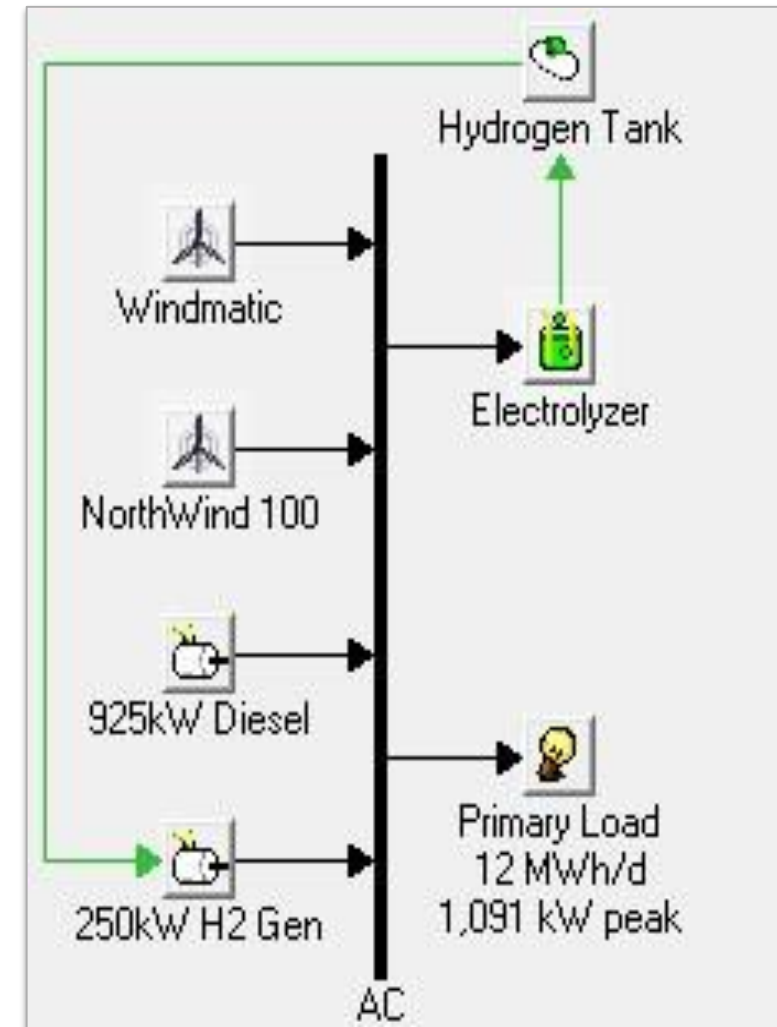 Hydrogen Tank
Windmatic
Electrolyzer
NorthWind 100
925kW Diesel
Primary Load
12 MWh/d
1,091 kW peak
250kW H2 Gen
AC